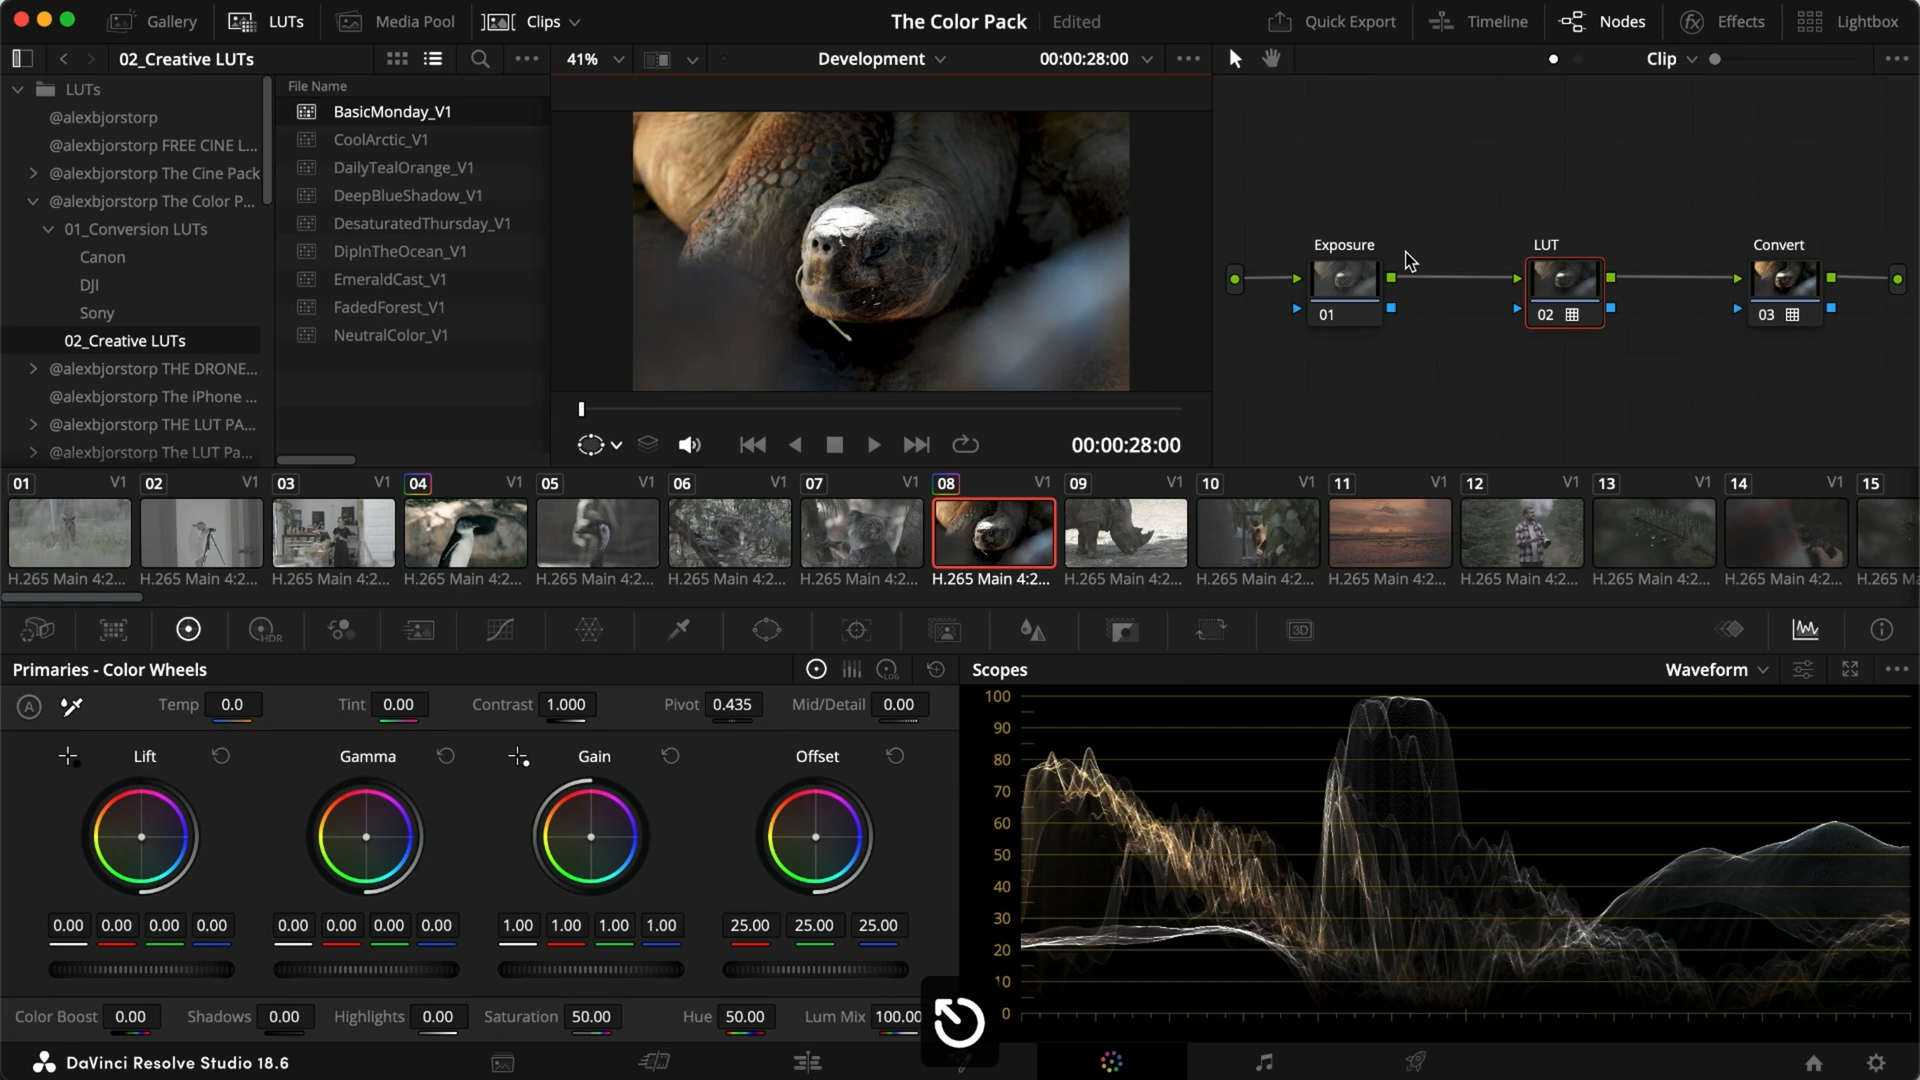 Gallery LUTs Media Pool Clips The Color Pack Edited Quick Export Timeline Nodes fx Effects Lightbox
02_Creative LUTs 41% Development 00:00:28:00 Clip
LUTs
@alexbjorstorp
@alexbjorstorp FREE CINE L...
@alexbjorstorp The Cine Pack
@alexbjorstorp The Color P...
01_Conversion LUTs
Canon
DJI
Sony
02_Creative LUTs
@alexbjorstorp THE DRONE...
@alexbjorstorp The iPhone ...
@alexbjorstorp THE LUT PA...
@alexbjorstorp The LUT Pa...
File Name
BasicMonday_V1
CoolArctic_V1
DailyTealOrange_V1
DeepBlueShadow_V1
DesaturatedThursday_V1
DipInTheOcean_V1
EmeraldCast_V1
FadedForest_V1
NeutralColor_V1
00:00:28:00
Exposure LUT Convert
01 02 03
01 V1 02 V1 03 V1 04 V1 05 V1 06 V1 07 V1 08 V1 09 V1 10 V1 11 V1 12 V1 13 V1 14 V1 15
H.265 Main 4:2... H.265 Main 4:2... H.265 Main 4:2... H.265 Main 4:2... H.265 Main 4:2... H.265 Main 4:2... H.265 Main 4:2... H.265 Main 4:2... H.265 Main 4:2... H.265 Main 4:2... H.265 Main 4:2... H.265 Main 4:2... H.265 Main 4:2... H.265 Main 4:2... H.265 Ma
HDR 3D
Primaries - Color Wheels LOG
A Temp 0.0 Tint 0.00 Contrast 1.000 Pivot 0.435 Mid/Detail 0.00
Lift Gamma Gain Offset
0.00 0.00 0.00 0.00 0.00 0.00 0.00 0.00 1.00 1.00 1.00 1.00 25.00 25.00 25.00
Color Boost 0.00 Shadows 0.00 Highlights 0.00 Saturation 50.00 Hue 50.00 Lum Mix 100.00
Scopes Waveform
100
90
80
70
60
50
40
30
20
10
0
DaVinci Resolve Studio 18.6